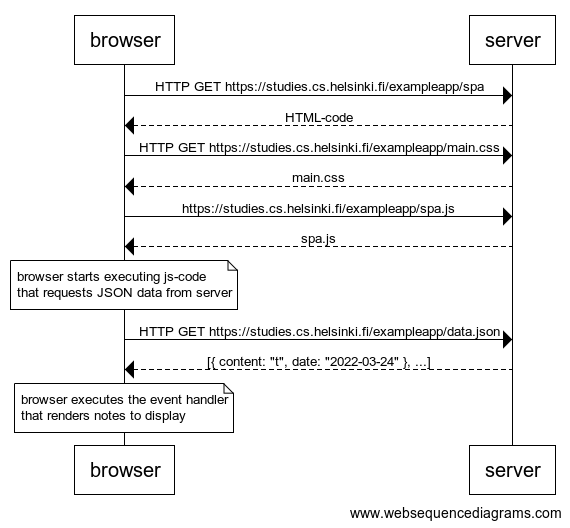 browser
server
HTTP GET https://studies.cs.helsinki.fi/exampleapp/spa
HTML-code
HTTP GET https://studies.cs.helsinki.fi/exampleapp/main.css
main.css
https://studies.cs.helsinki.fi/exampleapp/spa.js
spa.js
browser starts executing js-code
that requests JSON data from server
HTTP GET https://studies.cs.helsinki.fi/exampleapp/data.json
[{ content: "t", date: "2022-03-24" }, ...]
browser executes the event handler
that renders notes to display
browser
server
www.websequencediagrams.com